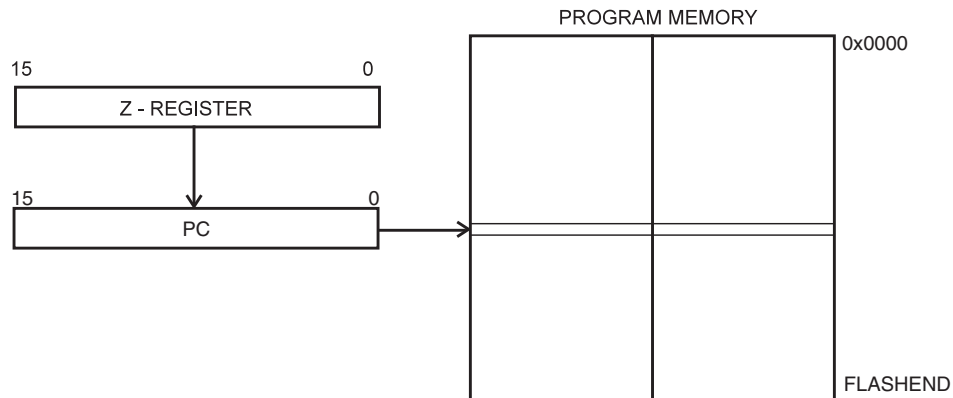 PROGRAM MEMORY
0x0000
15 0
Z - REGISTER
15 0
PC
FLASHEND